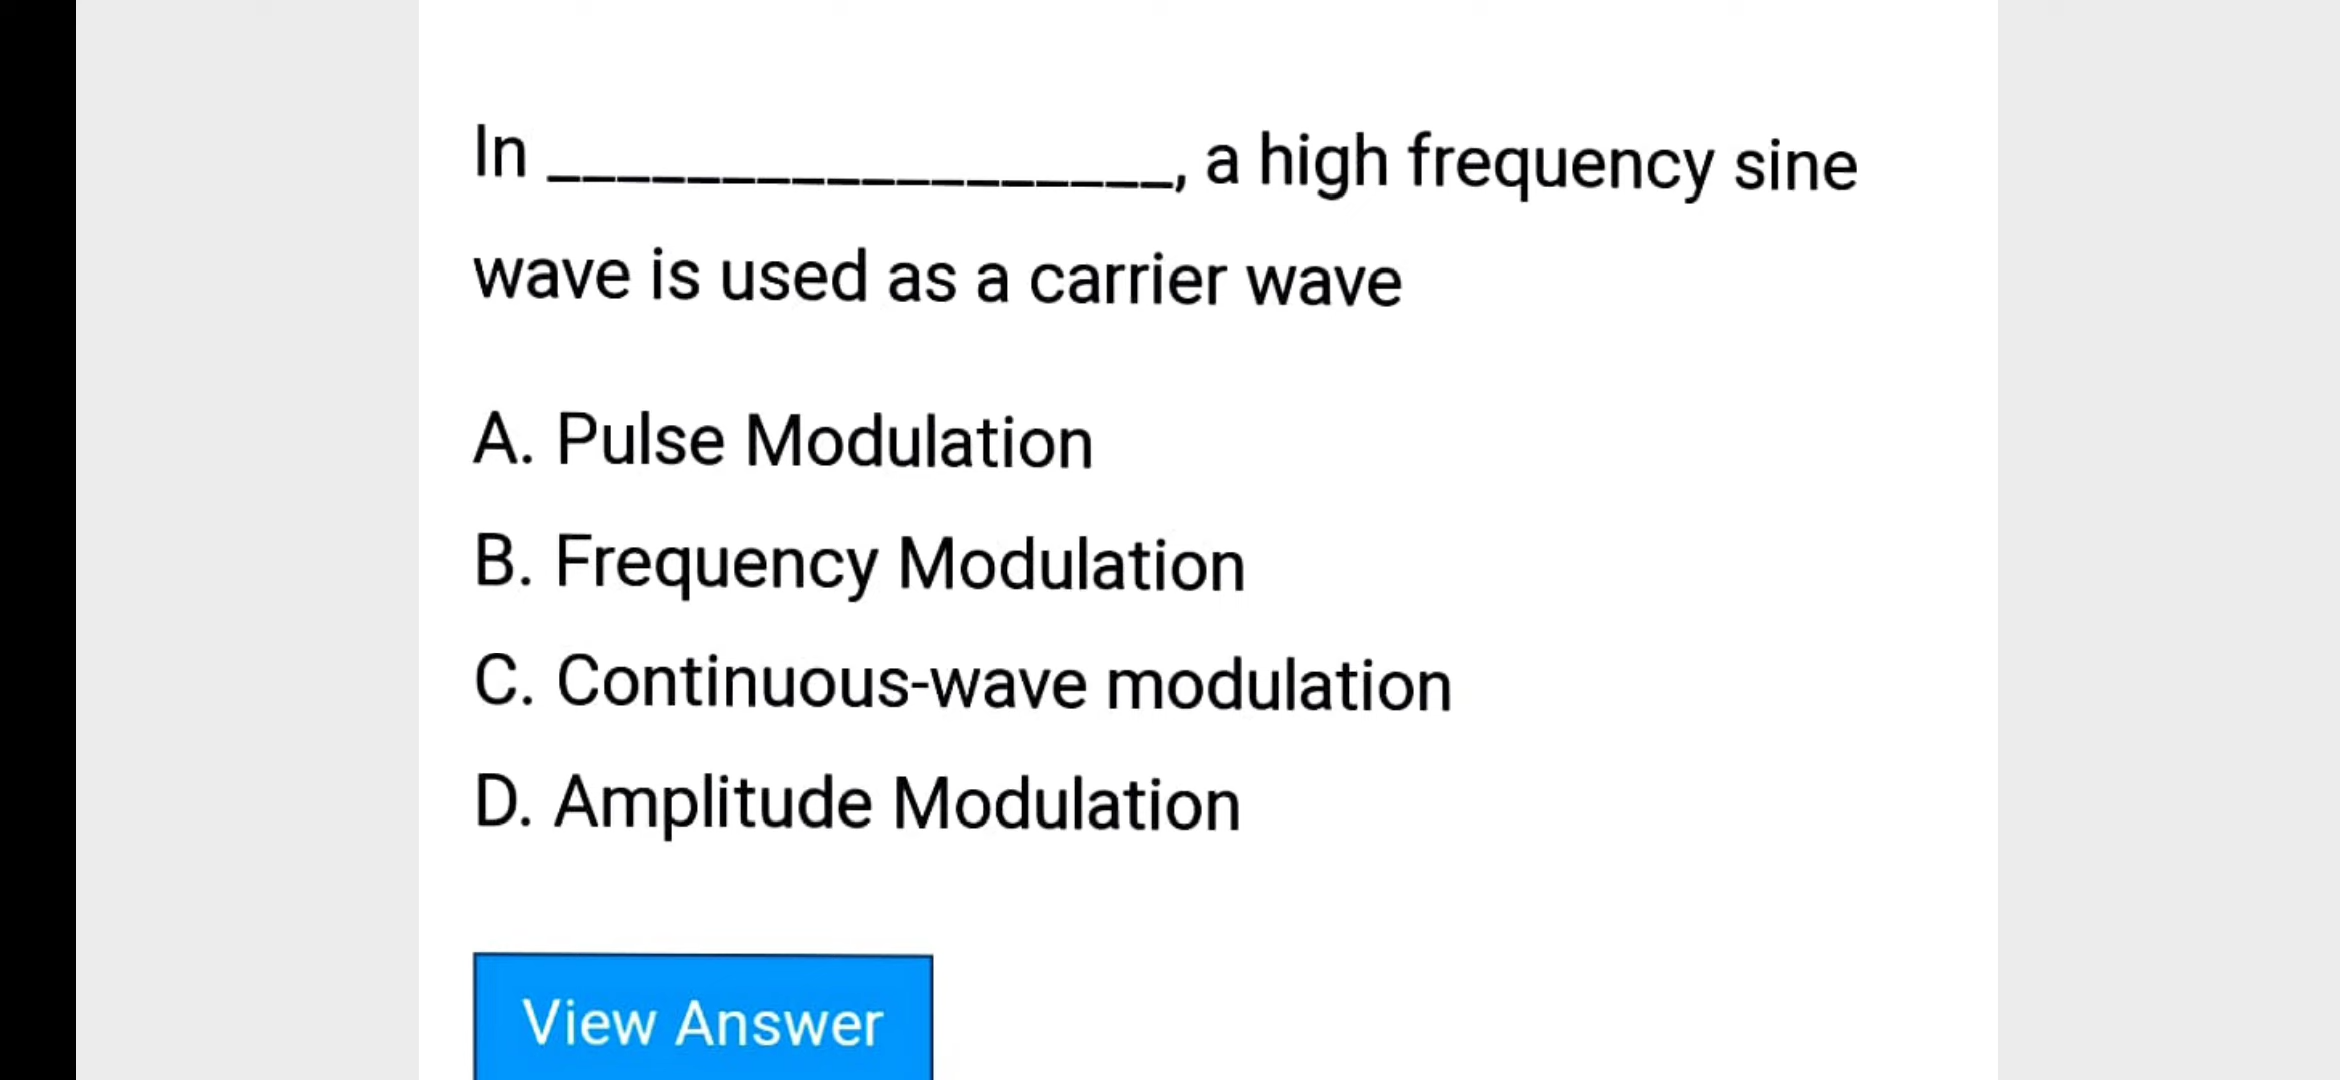 In __________________, a high frequency sine
wave is used as a carrier wave
A. Pulse Modulation
B. Frequency Modulation
C. Continuous-wave modulation
D. Amplitude Modulation
View Answer